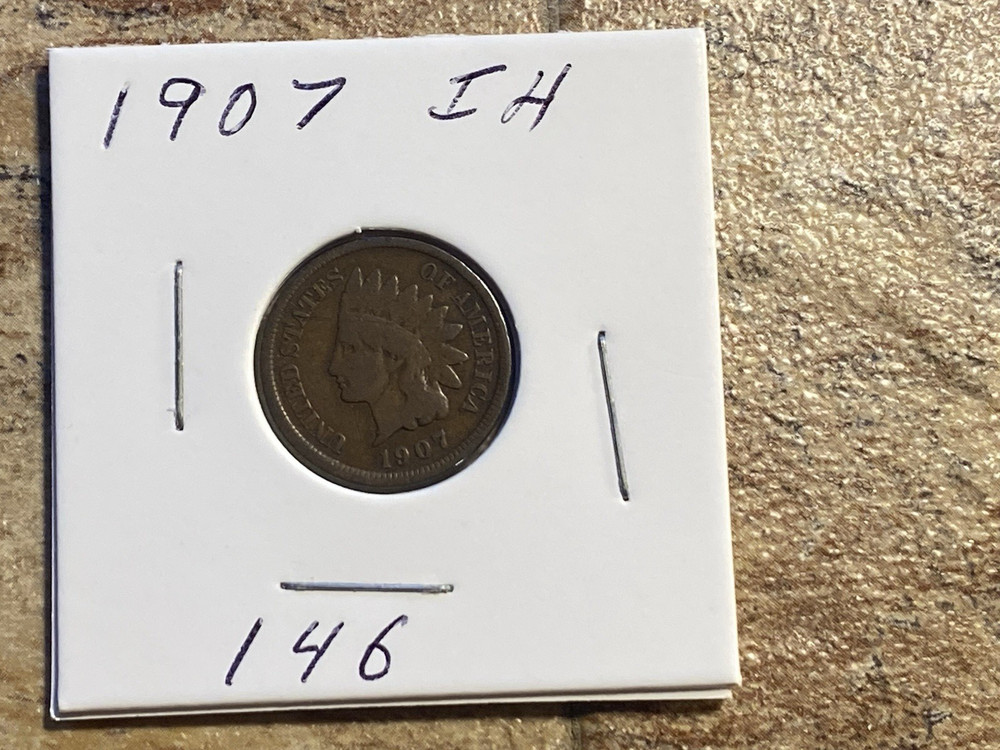 1907 IH
UNITED STATES OF AMERICA
1907
146